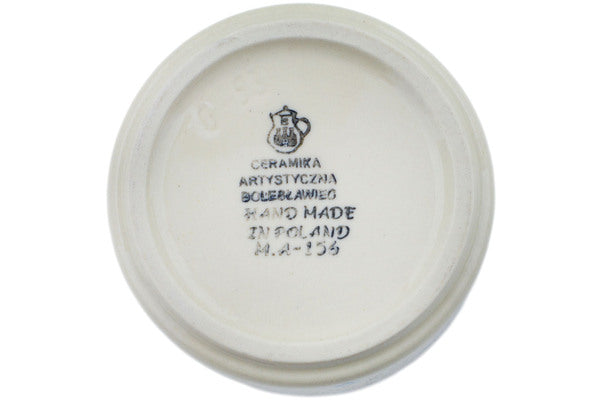 CERAMIKA
ARTYSTYCZNA
BOLESŁAWIEC
HAND MADE
IN POLAND
M.A-156